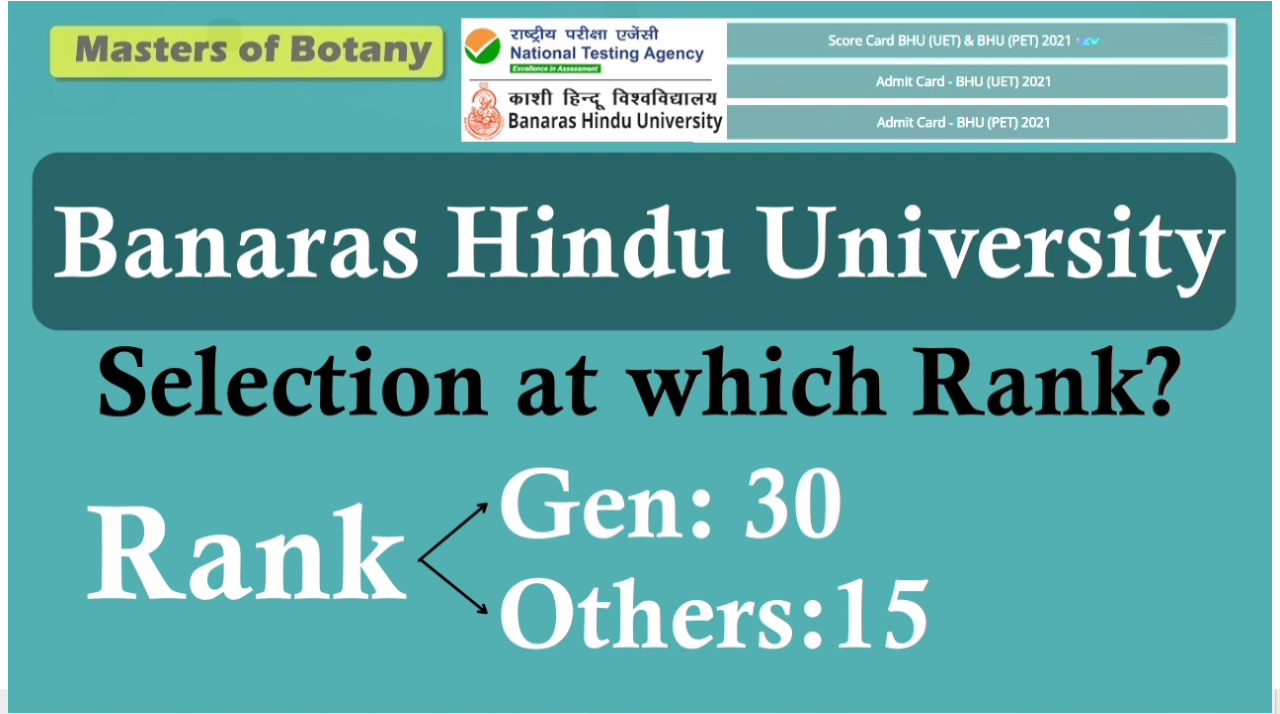 Masters of Botany
राष्ट्रीय परीक्षा एजेंसी
National Testing Agency
Excellence in Assessment
काशी हिन्दू विश्वविद्यालय
Banaras Hindu University
Score Card BHU (UET) & BHU (PET) 2021
Admit Card - BHU (UET) 2021
Admit Card - BHU (PET) 2021
Banaras Hindu University
Selection at which Rank?
Rank
Gen: 30
Others:15